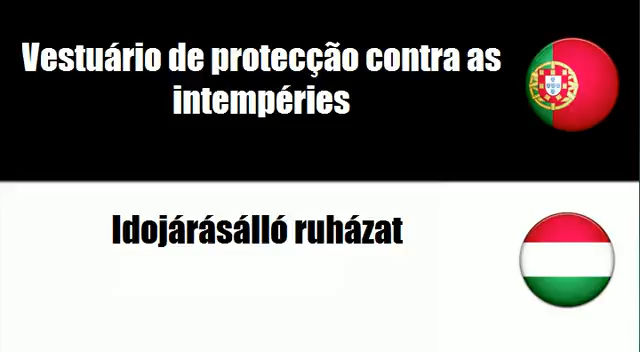 Vestuário de protecção contra as
intempéries
Idojárásálló ruházat